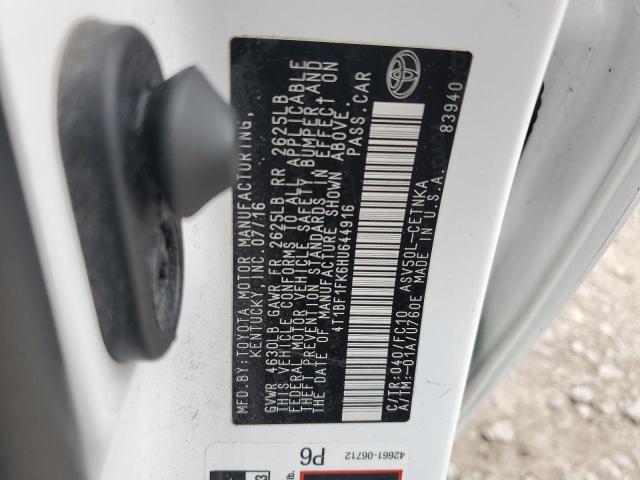 MFD.BY: TOYOTA MOTOR MANUFACTURING,
KENTUCKY, INC. 07/16
GVWR 4630LB GAWR FR 2625LB RR 2625LB
THIS VEHICLE CONFORMS TO ALL APPLICABLE
FEDERAL MOTOR VEHICLE SAFETY, BUMPER, AND
THEFT PREVENTION STANDARDS IN EFFECT ON
THE DATE OF MANUFACTURE SHOWN ABOVE.
4T1BF1FK6HU644916 PASS.CAR
C/TR:040/FC10 ASV50L-CETNKA
A/TM:-01A/U760E MADE IN U.S.A.
83940
P6 42661-06712
lb.
3